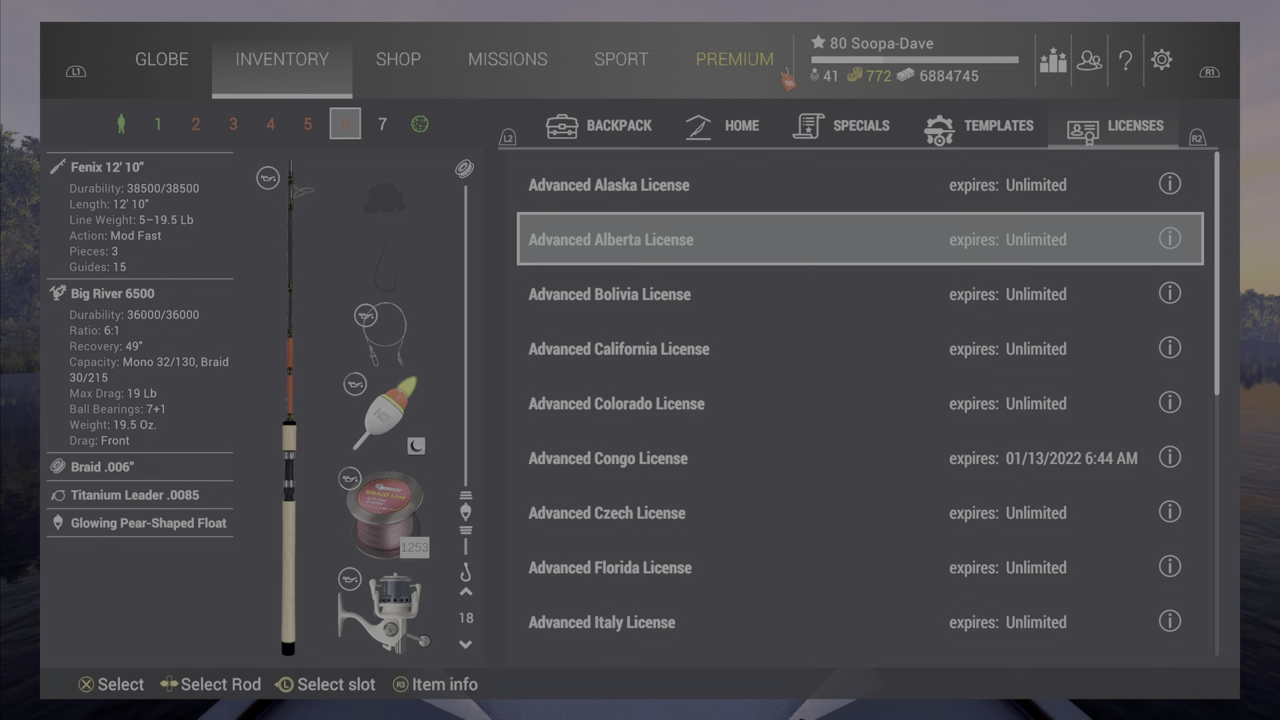 L1
GLOBE
INVENTORY
SHOP
MISSIONS
SPORT
PREMIUM
80 Soopa-Dave
41 772 6884745
R1
1 2 3 4 5 6 7
L2
BACKPACK
HOME
SPECIALS
TEMPLATES
LICENSES
R2
Fenix 12' 10"
Durability: 38500/38500
Length: 12' 10"
Line Weight: 5–19.5 Lb
Action: Mod Fast
Pieces: 3
Guides: 15
Big River 6500
Durability: 36000/36000
Ratio: 6:1
Recovery: 49"
Capacity: Mono 32/130, Braid
30/215
Max Drag: 19 Lb
Ball Bearings: 7+1
Weight: 19.5 Oz.
Drag: Front
Braid .006"
Titanium Leader .0085
Glowing Pear-Shaped Float
BRAID Line
1253
18
Advanced Alaska License expires: Unlimited
Advanced Alberta License expires: Unlimited
Advanced Bolivia License expires: Unlimited
Advanced California License expires: Unlimited
Advanced Colorado License expires: Unlimited
Advanced Congo License expires: 01/13/2022 6:44 AM
Advanced Czech License expires: Unlimited
Advanced Florida License expires: Unlimited
Advanced Italy License expires: Unlimited
Select
Select Rod
L Select slot
R3 Item info